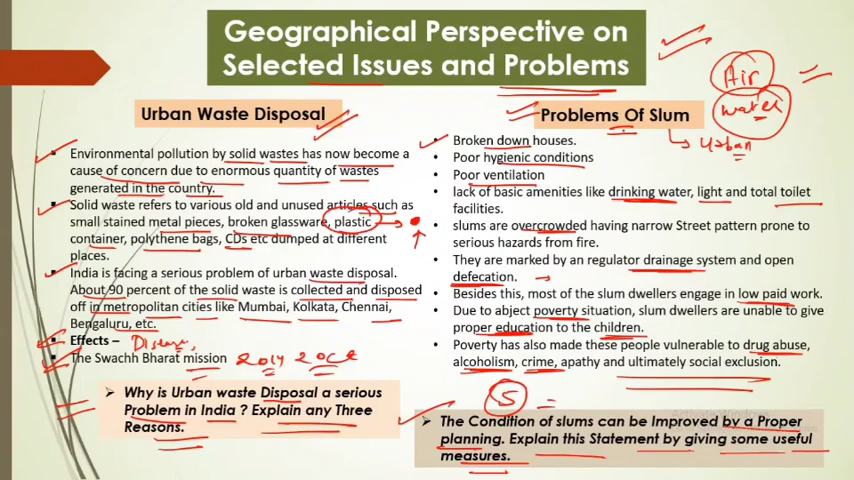 Geographical Perspective on
Selected Issues and Problems
Urban Waste Disposal
Environmental pollution by solid wastes has now become a
cause of concern due to enormous quantity of wastes
generated in the country.
Solid waste refers to various old and unused articles such as
small stained metal pieces, broken glassware, plastic
container, polythene bags, CDs etc dumped at different
places.
India is facing a serious problem of urban waste disposal.
About 90 percent of the solid waste is collected and disposed
off in metropolitan cities like Mumbai, Kolkata, Chennai,
Bengaluru, etc.
Effects – Disease,
The Swachh Bharat mission 2014 2 Oct
Why is Urban waste Disposal a serious
Problem in India ? Explain any Three
Reasons.
Air
water
Problems Of Slum
Urban
Broken down houses.
Poor hygienic conditions
Poor ventilation
lack of basic amenities like drinking water, light and total toilet
facilities.
slums are overcrowded having narrow Street pattern prone to
serious hazards from fire.
They are marked by an regulator drainage system and open
defecation.
Besides this, most of the slum dwellers engage in low paid work.
Due to abject poverty situation, slum dwellers are unable to give
proper education to the children.
Poverty has also made these people vulnerable to drug abuse,
alcoholism, crime, apathy and ultimately social exclusion.
5
The Condition of slums can be Improved by a Proper
planning. Explain this Statement by giving some useful
measures.